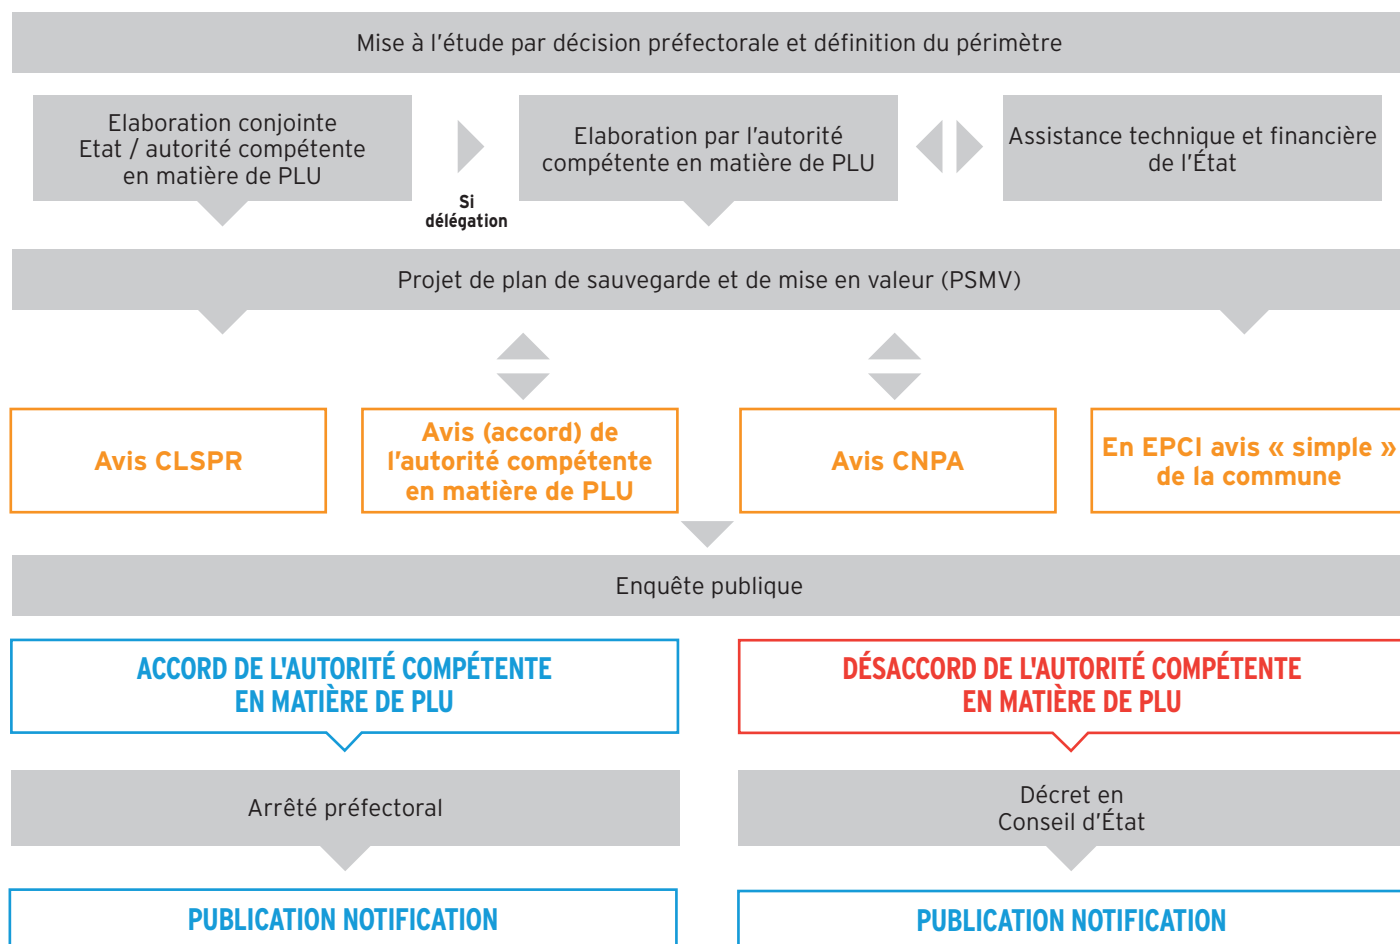 Mise à l'étude par décision préfectorale et définition du périmètre
Elaboration conjointe
Etat / autorité compétente
en matière de PLU
Si
délégation
Elaboration par l'autorité
compétente en matière de PLU
Assistance technique et financière
de l'État
Projet de plan de sauvegarde et de mise en valeur (PSMV)
Avis CLSPR
Avis (accord) de
l'autorité compétente
en matière de PLU
Avis CNPA
En EPCI avis « simple »
de la commune
Enquête publique
ACCORD DE L'AUTORITÉ COMPÉTENTE
EN MATIÈRE DE PLU
DÉSACCORD DE L'AUTORITÉ COMPÉTENTE
EN MATIÈRE DE PLU
Arrêté préfectoral
Décret en
Conseil d'État
PUBLICATION NOTIFICATION
PUBLICATION NOTIFICATION